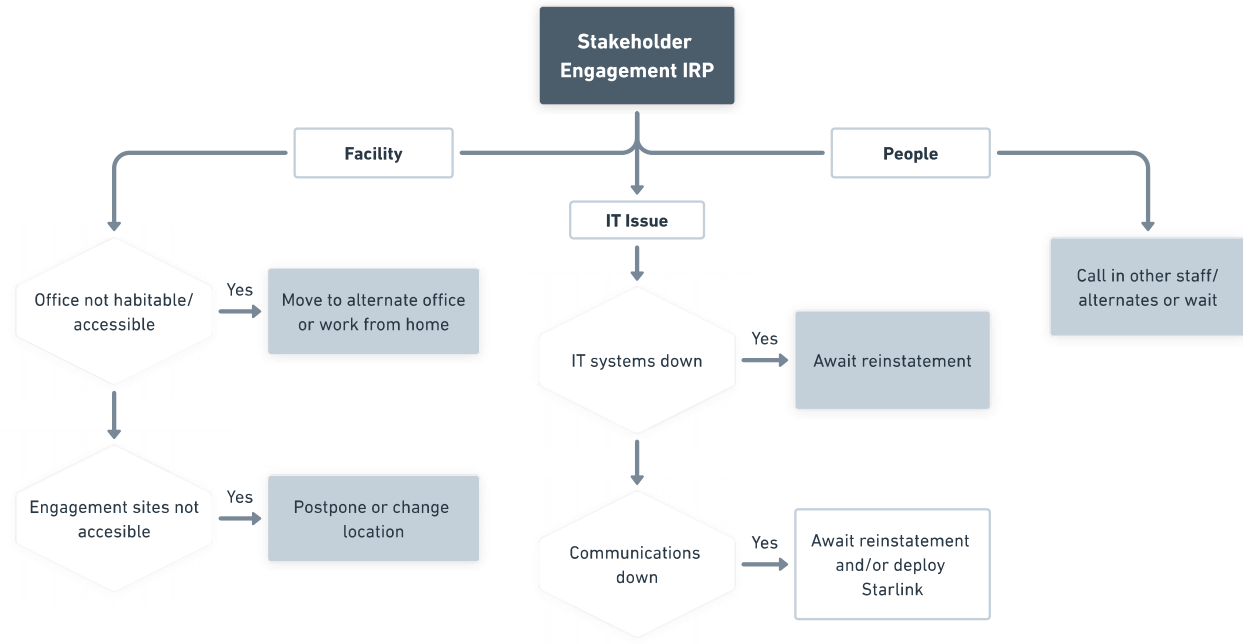 Stakeholder
Engagement IRP
Facility
People
IT Issue
Office not habitable/
accessible
Yes
Move to alternate office
or work from home
Call in other staff/
alternates or wait
IT systems down
Yes
Await reinstatement
Engagement sites not
accesible
Yes
Postpone or change
location
Communications
down
Yes
Await reinstatement
and/or deploy
Starlink